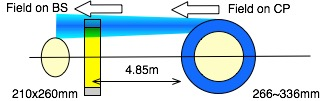 Field on BS
Field on CP
4.85m
210x260mm
266~336mm